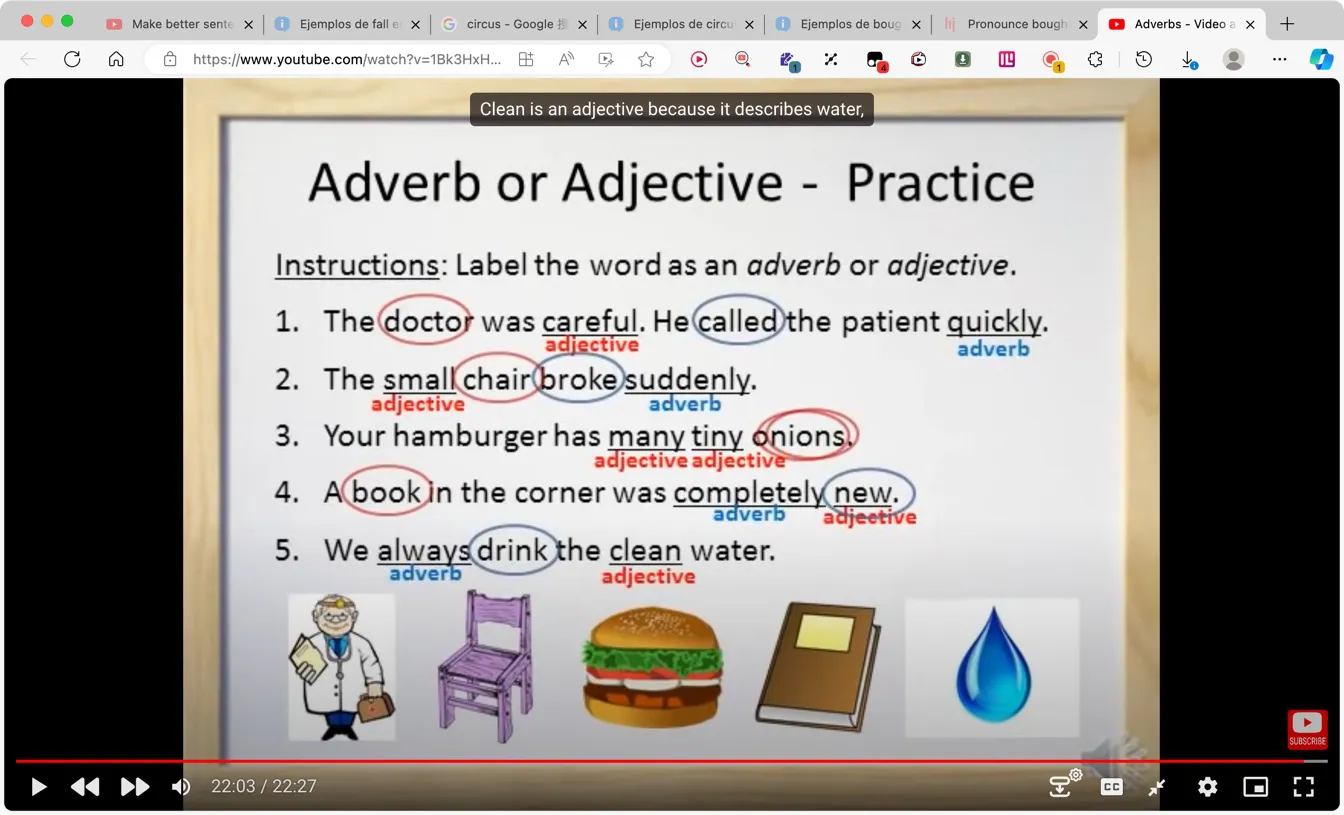 Make better sente
Ejemplos de fall e
circus - Google 搜
Ejemplos de circu
Ejemplos de boug
Pronounce bough
Adverbs - Video a
https://www.youtube.com/watch?v=1Bk3HxH...
1
4
1
Clean is an adjective because it describes water,
Adverb or Adjective - Practice
Instructions: Label the word as an adverb or adjective.
1. The doctor was careful. He called the patient quickly.
adjective adverb
2. The small chair broke suddenly.
adjective adverb
3. Your hamburger has many tiny onions.
adjective adjective
4. A book in the corner was completely new.
adverb adjective
5. We always drink the clean water.
adverb adjective
SUBSCRIBE
22:03 / 22:27
CC